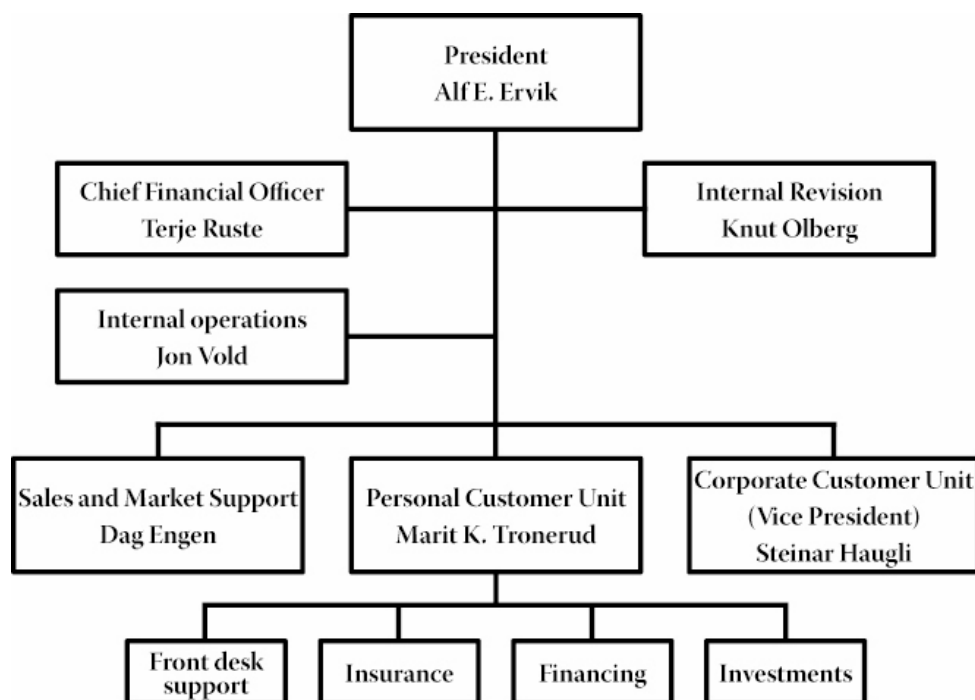 President
Alf E. Ervik
Chief Financial Officer
Terje Ruste
Internal Revision
Knut Olberg
Internal operations
Jon Vold
Sales and Market Support
Dag Engen
Personal Customer Unit
Marit K. Tronerud
Corporate Customer Unit
(Vice President)
Steinar Haugli
Front desk
support
Insurance
Financing
Investments